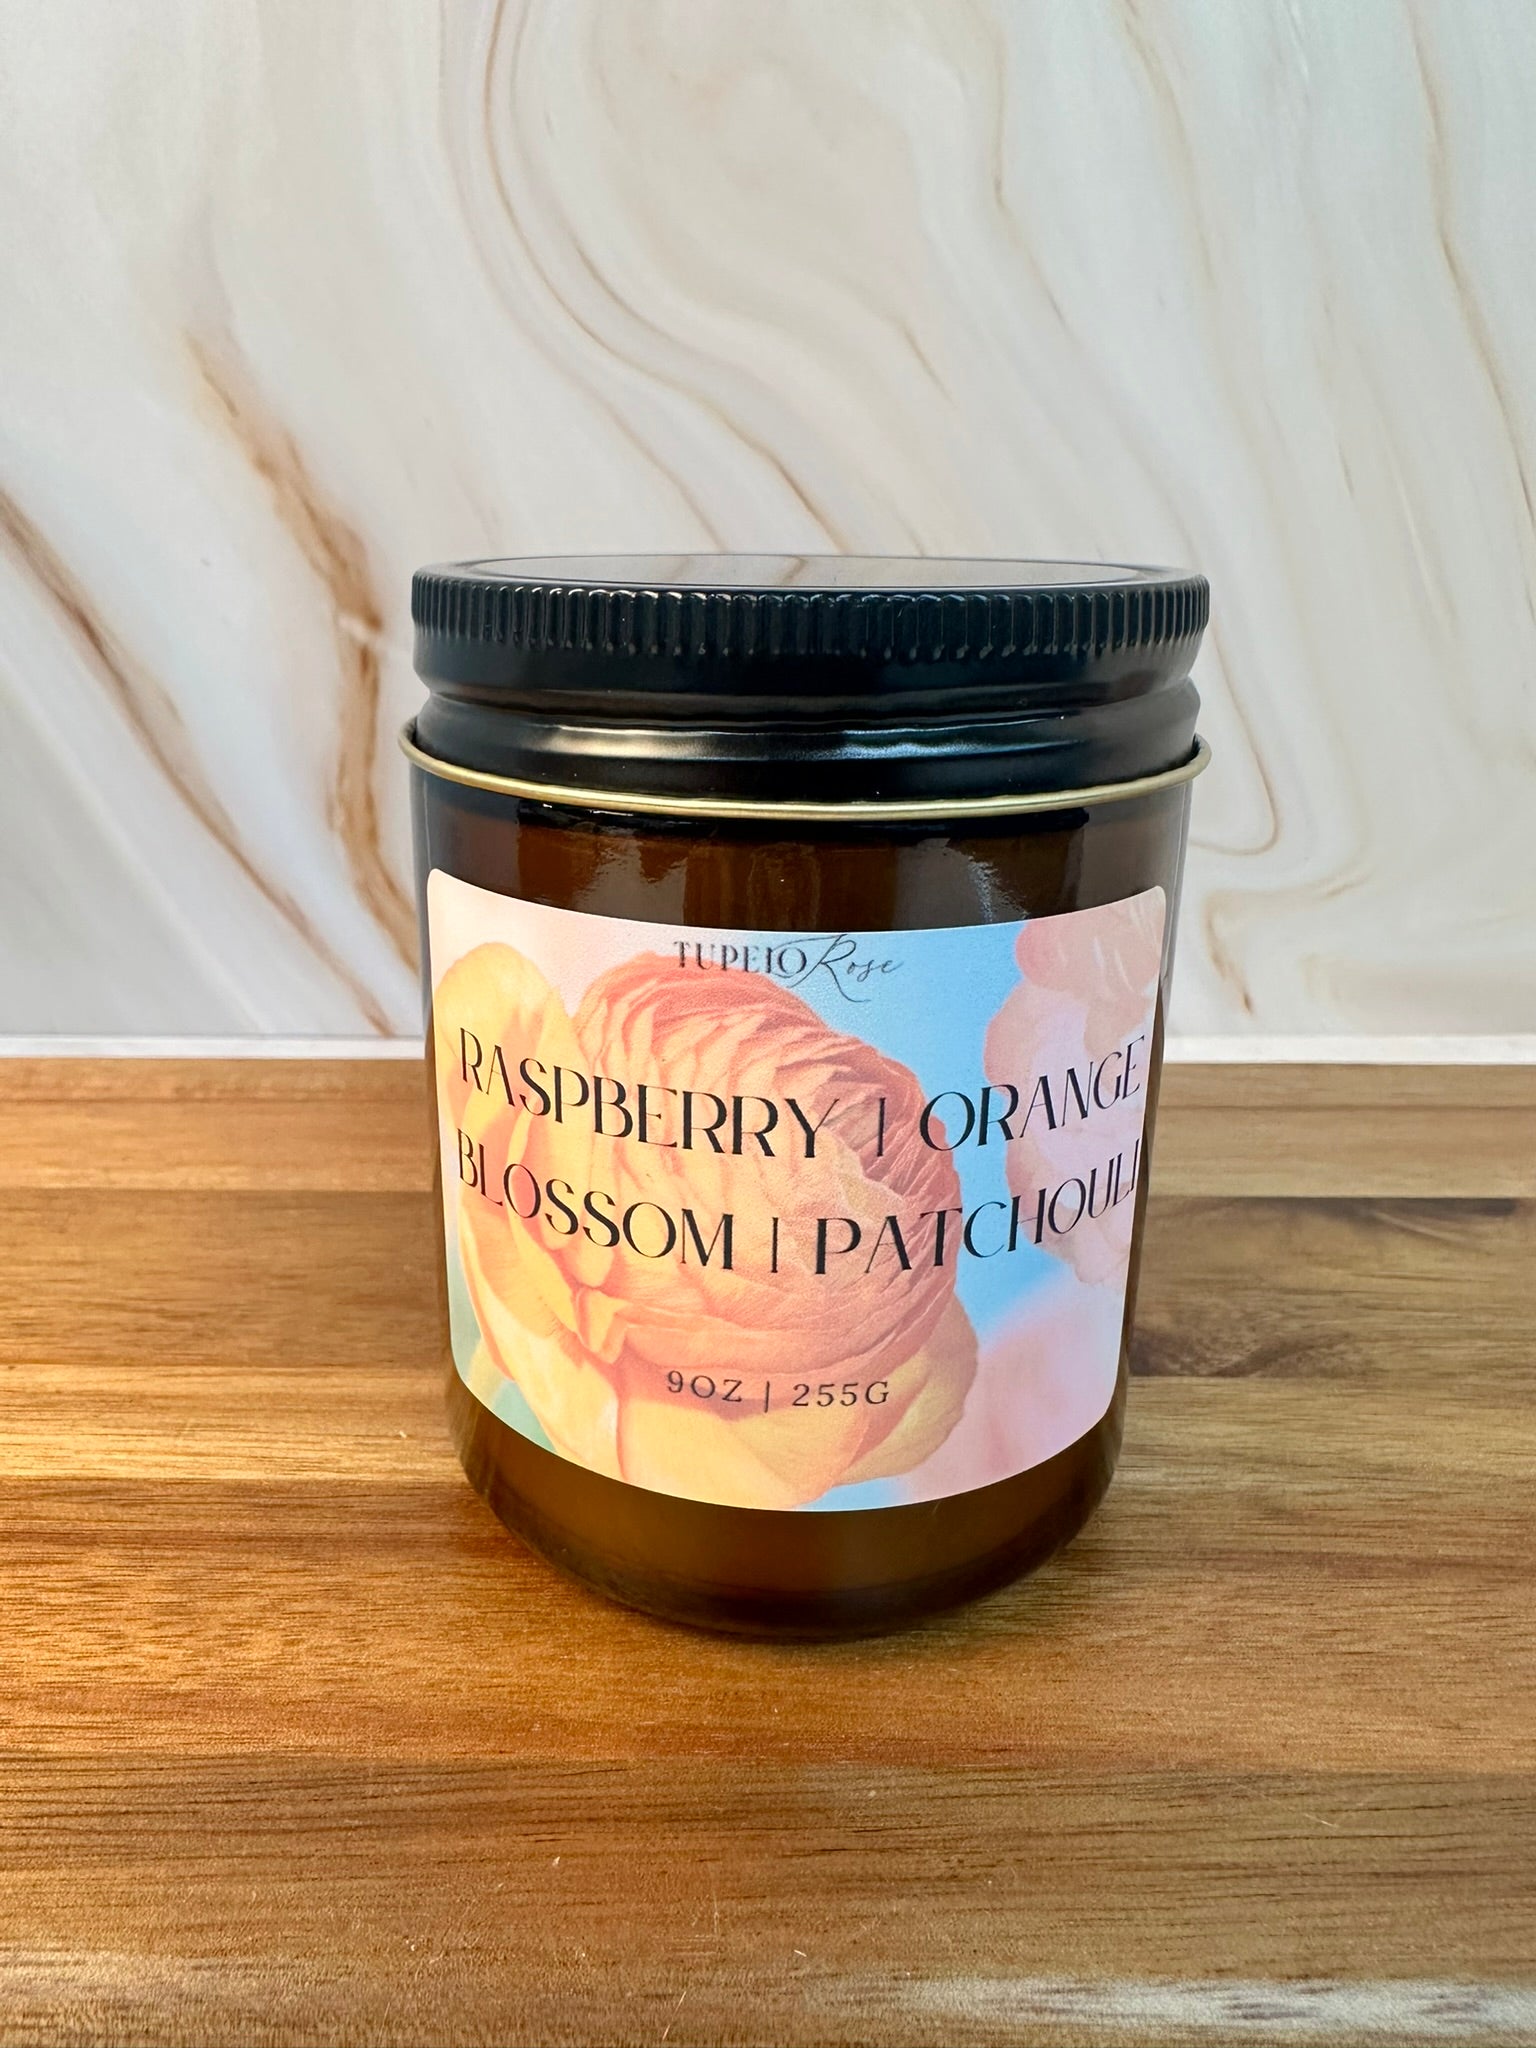 TUPELO Rose
RASPBERRY | ORANGE
BLOSSOM | PATCHOULI
9OZ | 255G